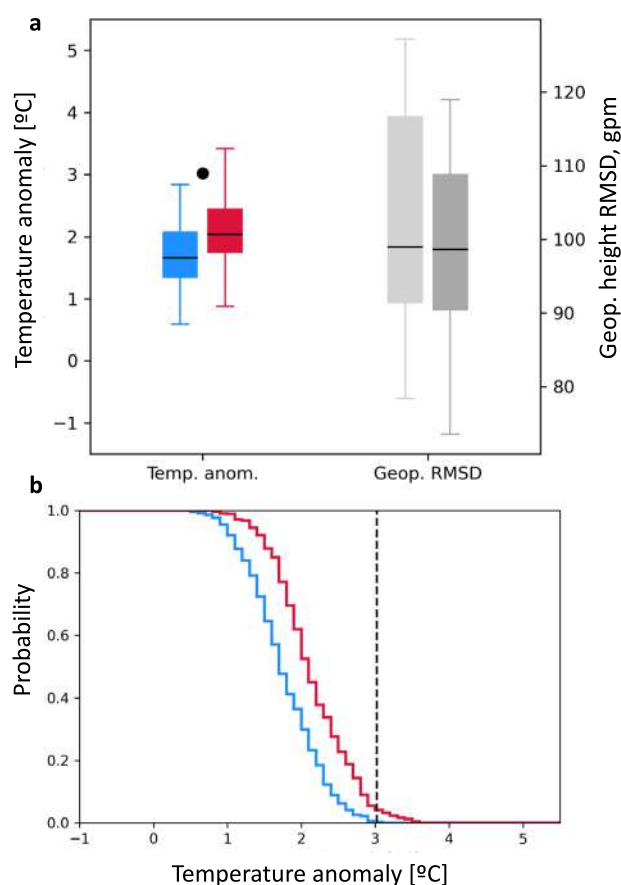 a
Temperature anomaly [ºC]
5
4
3
2
1
0
−1
120
110
100
90
80
Geop. height RMSD, gpm
Temp. anom.
Geop. RMSD
b
Probability
1.0
0.8
0.6
0.4
0.2
0.0
−1 0 1 2 3 4 5
Temperature anomaly [ºC]